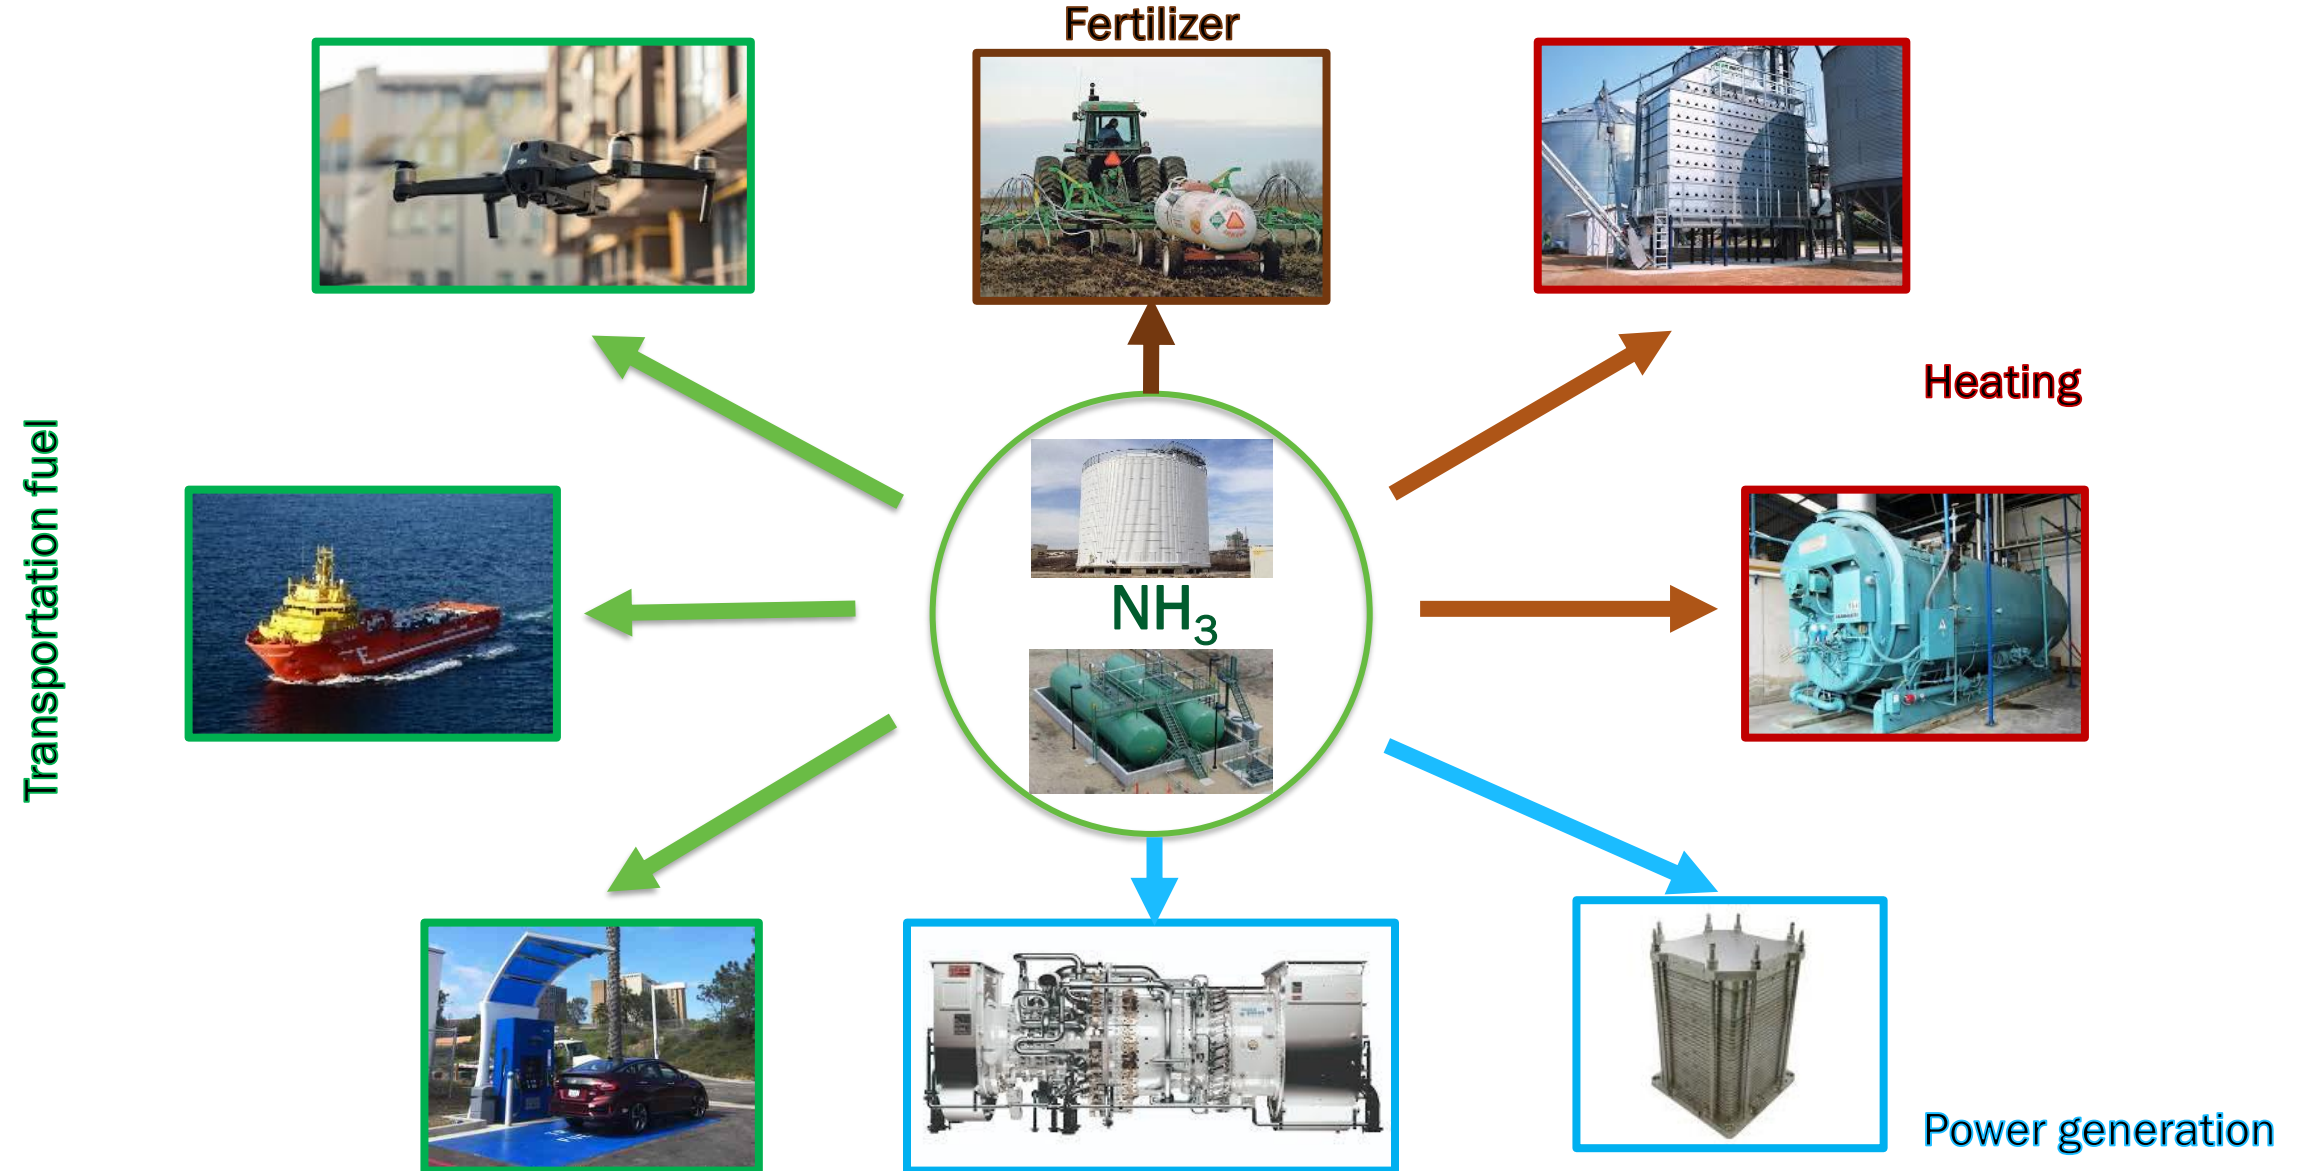 Fertilizer
Heating
Transportation fuel
NH₃
Power generation